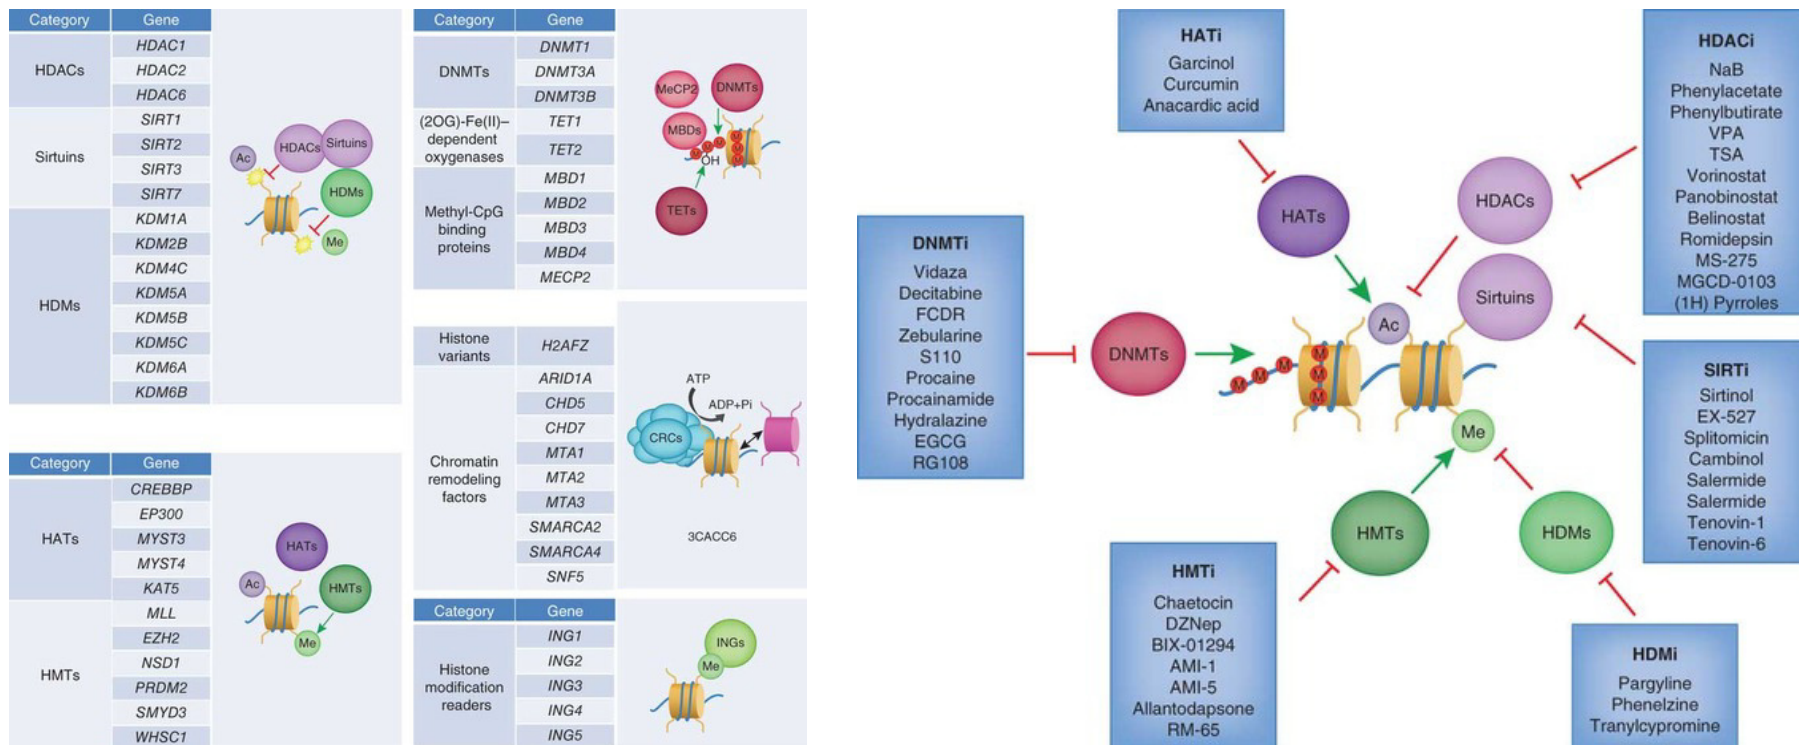 Category Gene
HDACs
HDAC1
HDAC2
HDAC6
Sirtuins
SIRT1
SIRT2
SIRT3
SIRT7
HDMs
KDM1A
KDM2B
KDM4C
KDM5A
KDM5B
KDM5C
KDM6A
KDM6B
Ac
HDACs
Sirtuins
HDMs
Me
Category Gene
HATs
CREBBP
EP300
MYST3
MYST4
KAT5
HMTs
MLL
EZH2
NSD1
PRDM2
SMYD3
WHSC1
HATs
Ac
HMTs
Me
Category Gene
DNMTs
DNMT1
DNMT3A
DNMT3B
(2OG)-Fe(II)–
dependent
oxygenases
TET1
TET2
Methyl-CpG
binding
proteins
MBD1
MBD2
MBD3
MBD4
MECP2
MeCP2
DNMTs
MBDs
M M M
M
M
M
OH
TETs
Histone
variants
H2AFZ
Chromatin
remodeling
factors
ARID1A
CHD5
CHD7
MTA1
MTA2
MTA3
SMARCA2
SMARCA4
SNF5
ATP
ADP+Pi
CRCs
3CACC6
Category Gene
Histone
modification
readers
ING1
ING2
ING3
ING4
ING5
INGs
Me
HATi
Garcinol
Curcumin
Anacardic acid
HDACi
NaB
Phenylacetate
Phenylbutirate
VPA
TSA
Vorinostat
Panobinostat
Belinostat
Romidepsin
MS-275
MGCD-0103
(1H) Pyrroles
HATs
HDACs
DNMTi
Vidaza
Decitabine
FCDR
Zebularine
S110
Procaine
Procainamide
Hydralazine
EGCG
RG108
DNMTs
Ac
Sirtuins
M M M
M
M
M
Me
SIRTi
Sirtinol
EX-527
Splitomicin
Cambinol
Salermide
Salermide
Tenovin-1
Tenovin-6
HMTs
HDMs
HMTi
Chaetocin
DZNep
BIX-01294
AMI-1
AMI-5
Allantodapsone
RM-65
HDMi
Pargyline
Phenelzine
Tranylcypromine